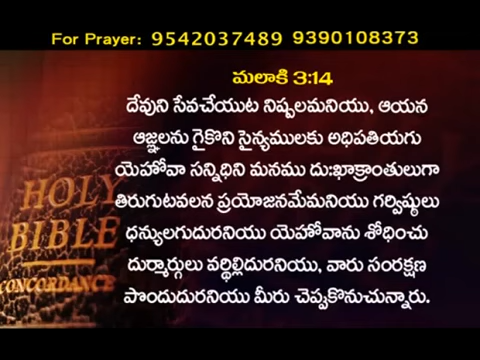 For Prayer: 9542037489 9390108373
మలాకి 3:14
దేవుని సేవచేయుట నిష్ఫలమనియు, ఆయన
ఆజ్ఞలను గైకొని సైన్యములకు అధిపతియగు
యెహోవా సన్నిధిని మనము దుఃఖాక్రాంతులుగా
తిరుగుటవలన ప్రయోజనమేమనియు గర్విష్ఠులు
ధన్యులగుదురనియు యెహోవాను శోధించు
దుర్మార్గులు వర్ధిల్లిదురనియు, వారు సంరక్షణ
పొందుదురనియు మీరు చెప్పకొనుచున్నారు.
HOLY
BIBLE
CONCORDANCE